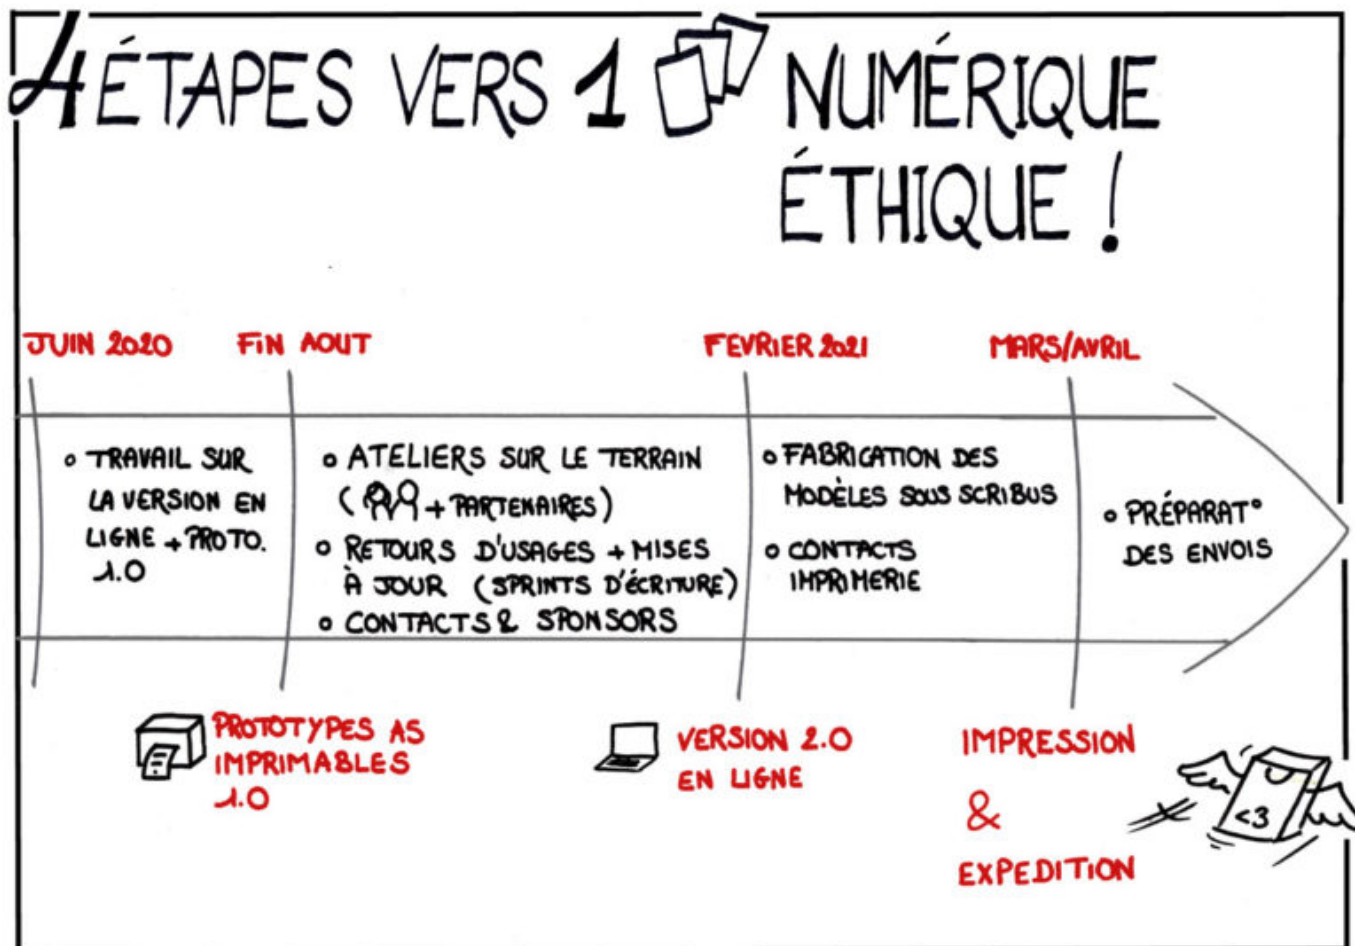 4 ÉTAPES VERS 1 NUMÉRIQUE
ÉTHIQUE !
JUIN 2020
FIN AOUT
FEVRIER 2021
MARS/AVRIL
TRAVAIL SUR
LA VERSION EN
LIGNE + PROTO.
1.0
ATELIERS SUR LE TERRAIN
( + PARTENAIRES)
RETOURS D'USAGES + MISES
À JOUR (SPRINTS D'ÉCRITURE)
CONTACTS & SPONSORS
FABRICATION DES
MODÈLES SOUS SCRIBUS
CONTACTS
IMPRIMERIE
PRÉPARAT°
DES ENVOIS
PROTOTYPES AS
IMPRIMABLES
1.0
VERSION 2.0
EN LIGNE
IMPRESSION
&
EXPEDITION
<3